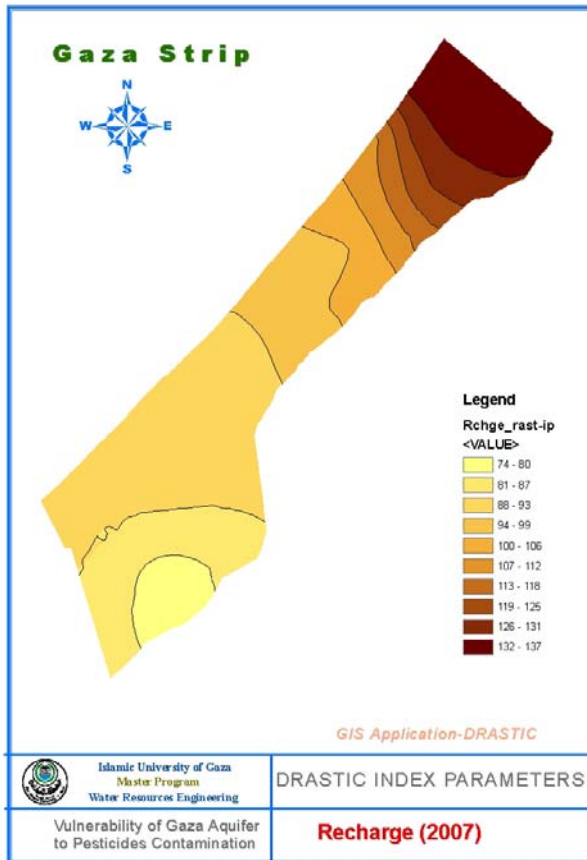 Gaza Strip
N
W E
S
Legend
Rchge_rast-ip
<VALUE>
74 - 80
81 - 87
88 - 93
94 - 99
100 - 106
107 - 112
113 - 118
119 - 125
126 - 131
132 - 137
GIS Application-DRASTIC
Islamic University of Gaza
Master Program
Water Resources Engineering
DRASTIC INDEX PARAMETERS
Vulnerability of Gaza Aquifer
to Pesticides Contamination
Recharge (2007)